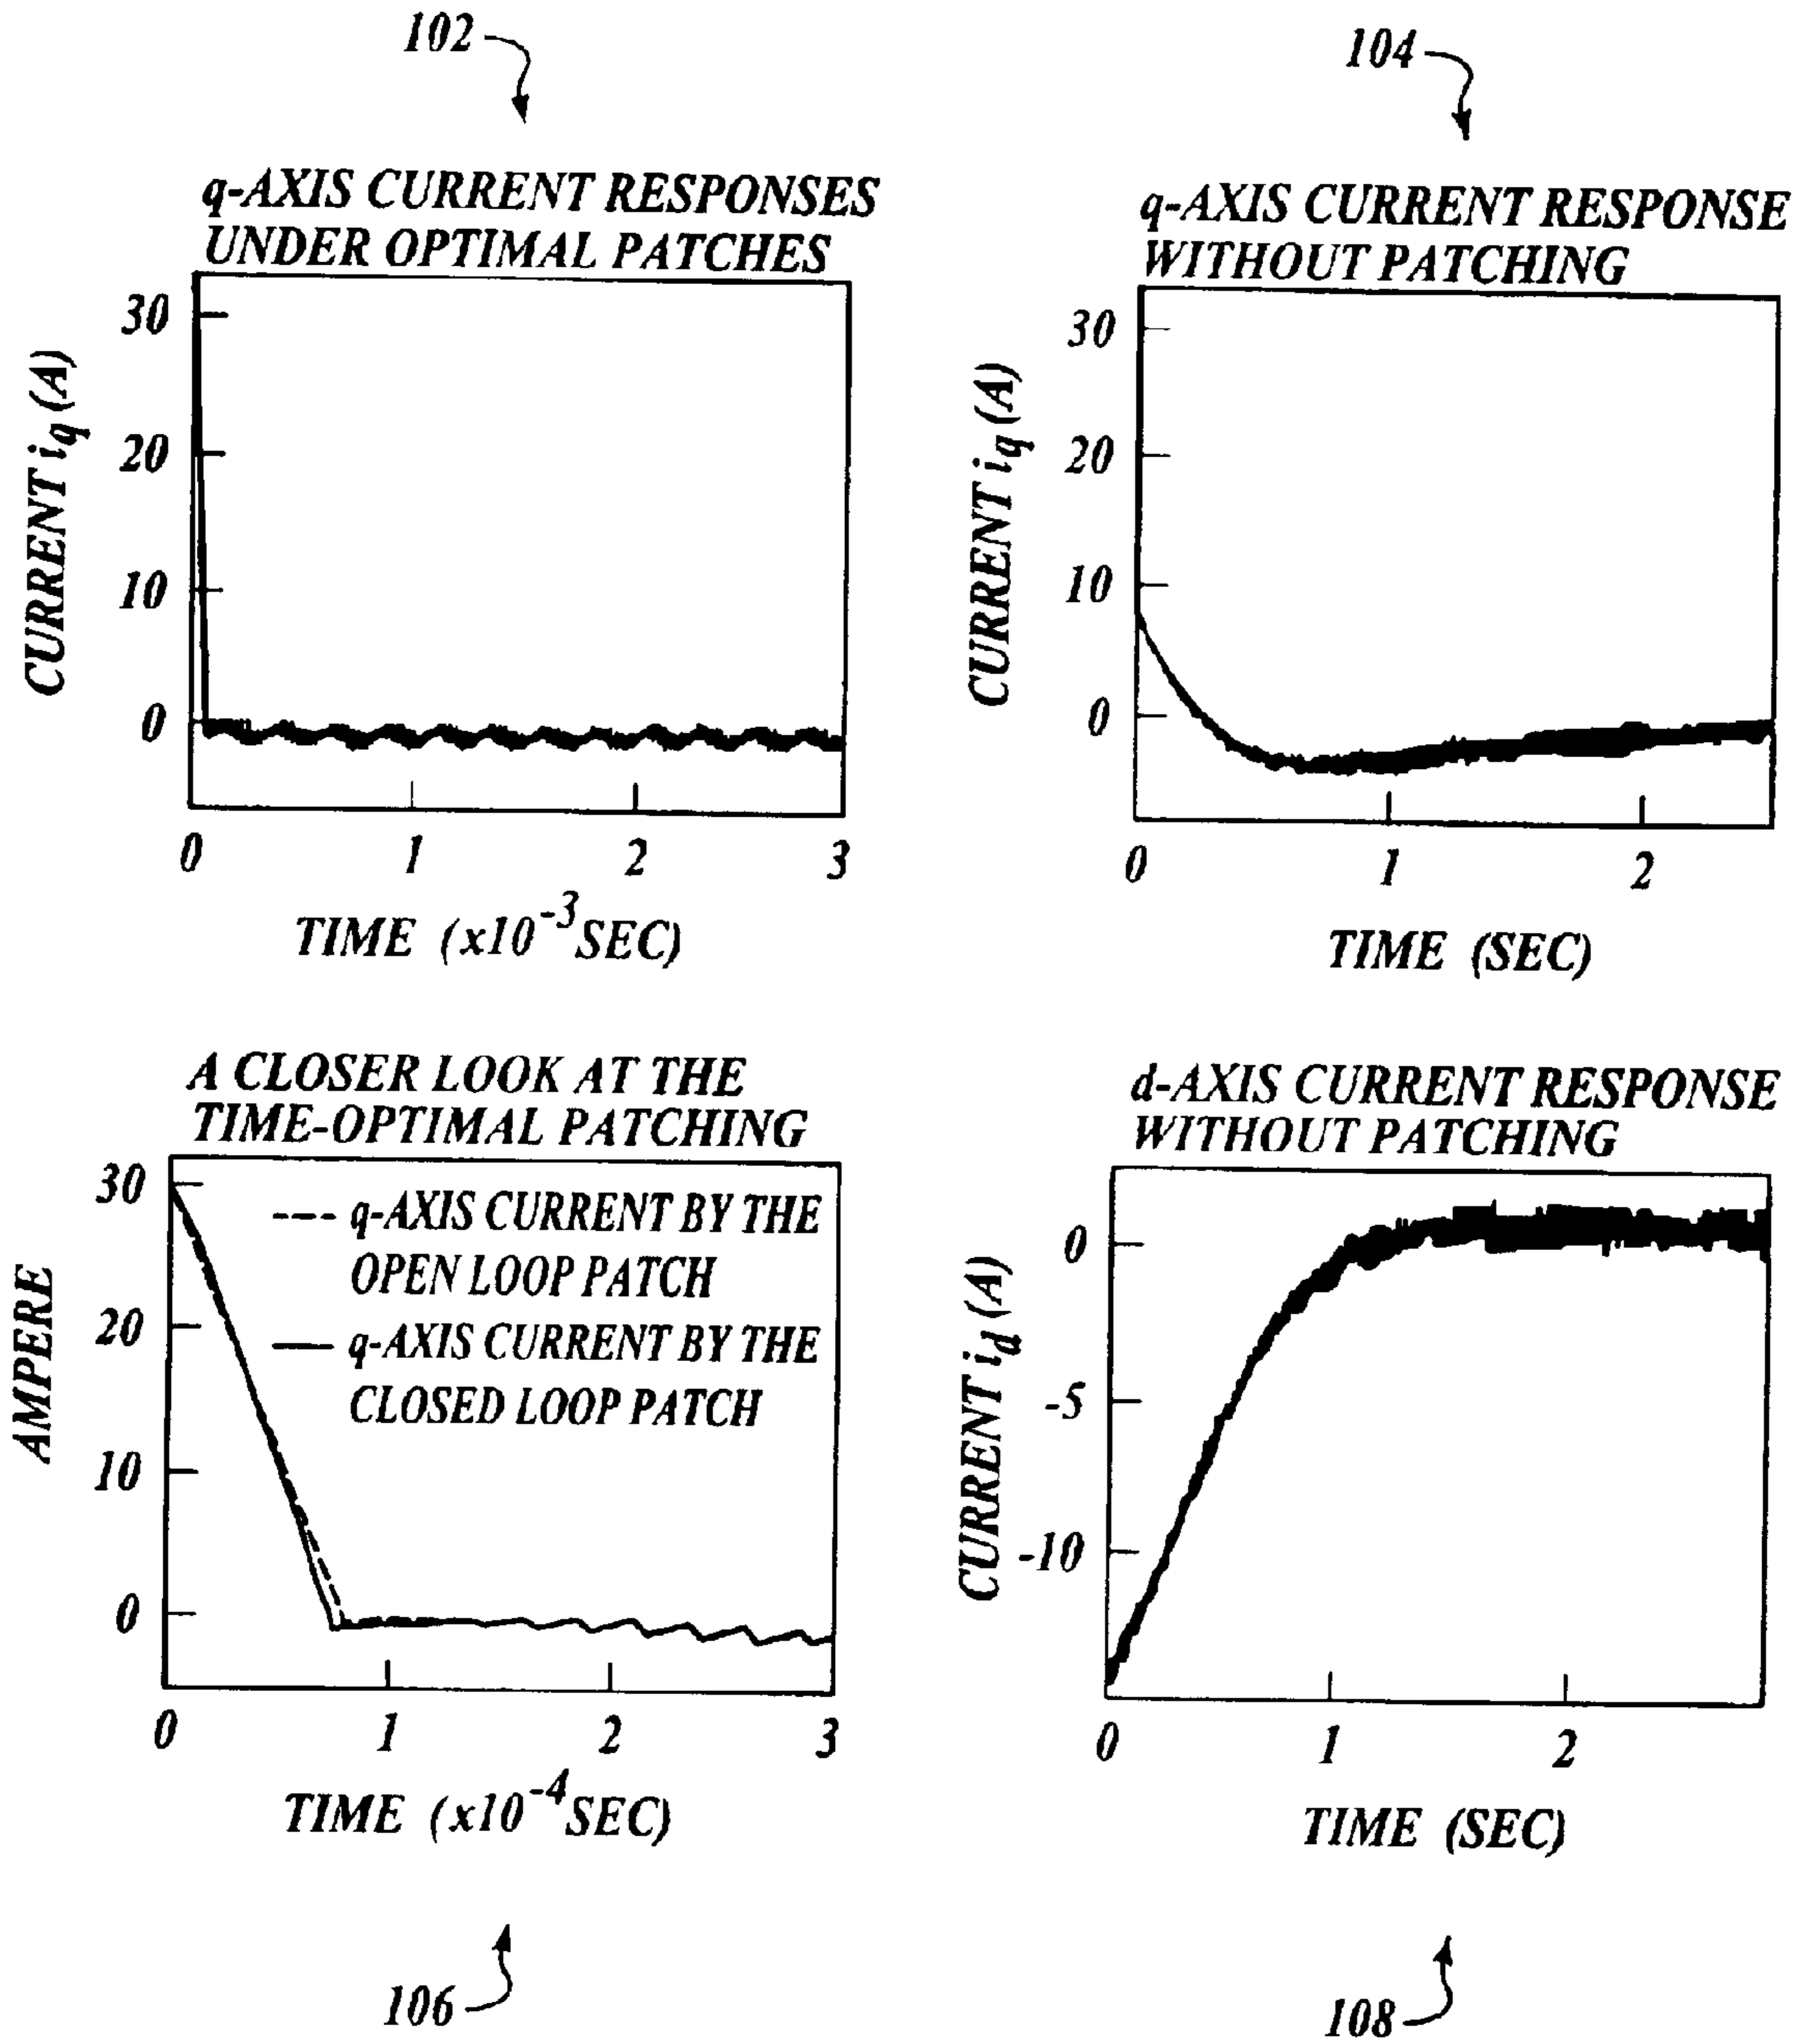 102
q-AXIS CURRENT RESPONSES
UNDER OPTIMAL PATCHES
CURRENT iq (A)
30
20
10
0
0 1 2 3
TIME (x10-3 SEC)
104
q-AXIS CURRENT RESPONSE
WITHOUT PATCHING
CURRENT iq (A)
30
20
10
0
0 1 2
TIME (SEC)
A CLOSER LOOK AT THE
TIME-OPTIMAL PATCHING
AMPERE
30
20
10
0
q-AXIS CURRENT BY THE
OPEN LOOP PATCH
q-AXIS CURRENT BY THE
CLOSED LOOP PATCH
0 1 2 3
TIME (x10-4 SEC)
106
d-AXIS CURRENT RESPONSE
WITHOUT PATCHING
CURRENT id (A)
0
-5
-10
0 1 2
TIME (SEC)
108